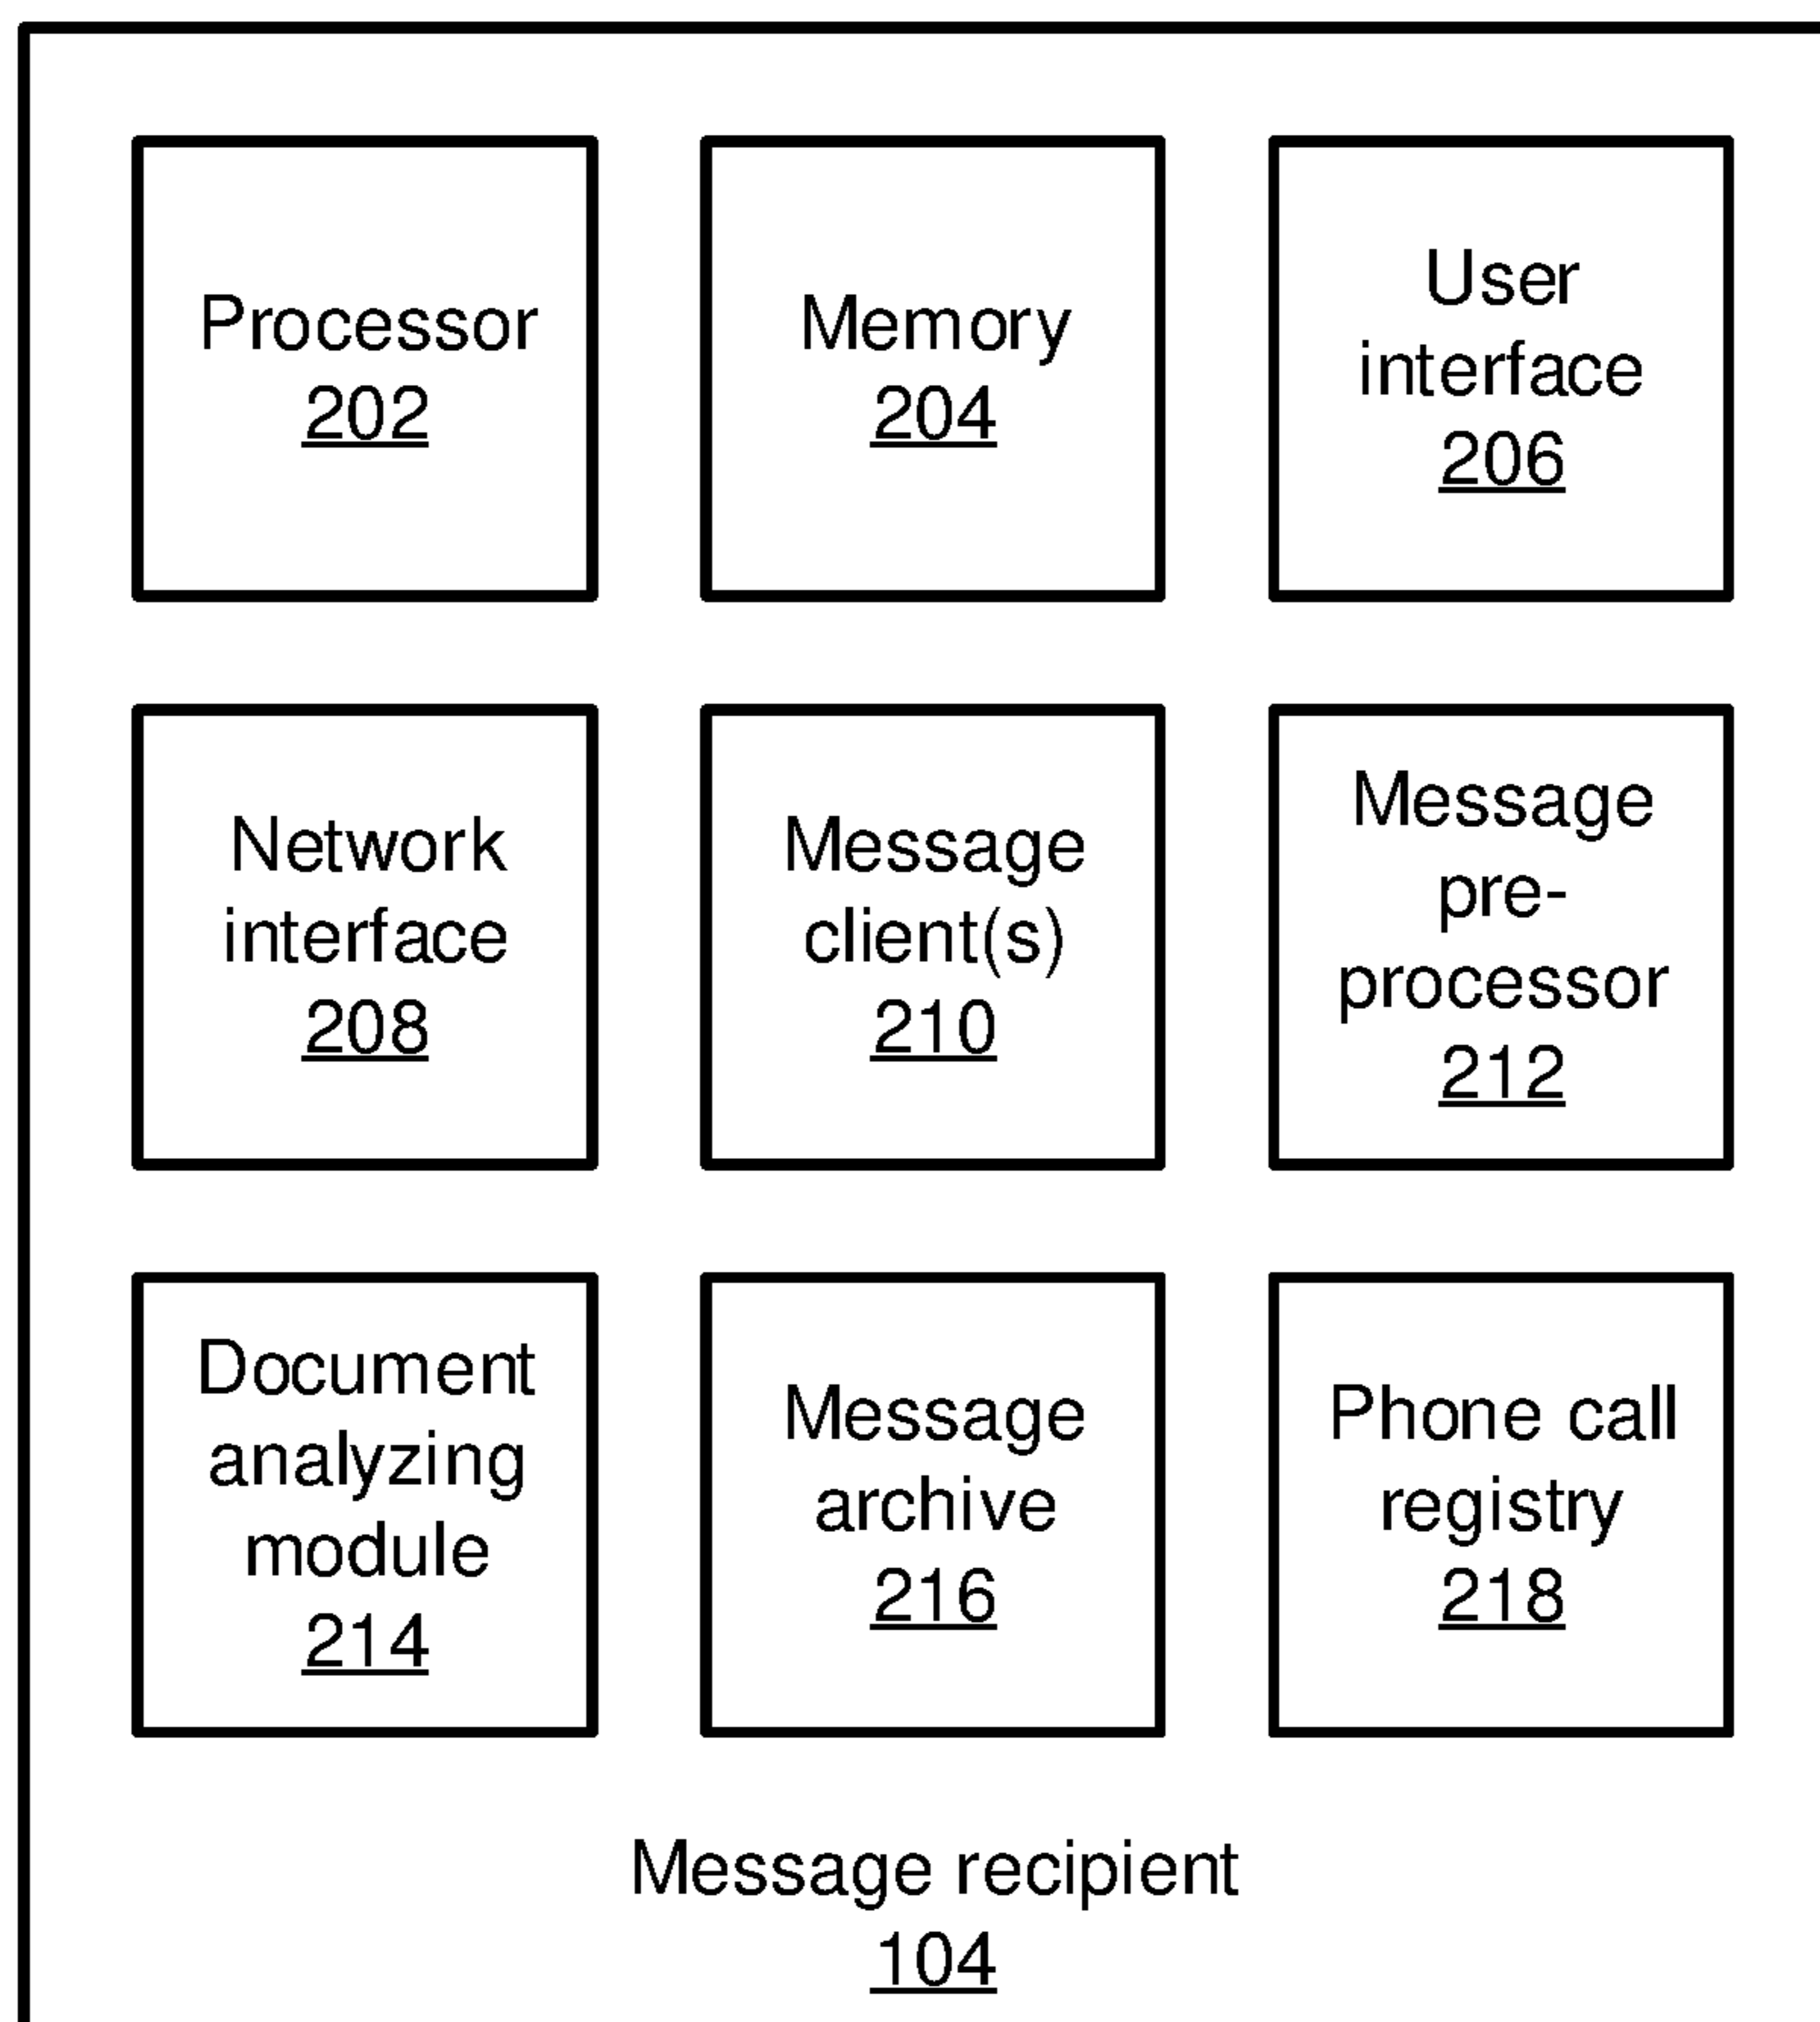 Processor
202
Memory
204
User
interface
206
Network
interface
208
Message
client(s)
210
Message
pre-
processor
212
Document
analyzing
module
214
Message
archive
216
Phone call
registry
218
Message recipient
104